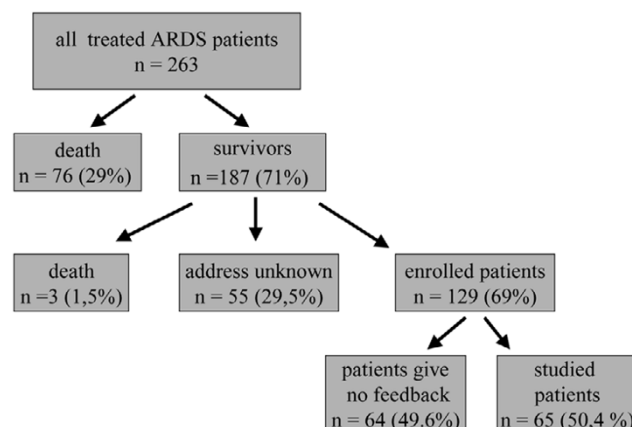 all treated ARDS patients
n = 263
death
n = 76 (29%)
survivors
n =187 (71%)
death
n =3 (1,5%)
address unknown
n = 55 (29,5%)
enrolled patients
n = 129 (69%)
patients give
no feedback
n = 64 (49,6%)
studied
patients
n = 65 (50,4 %)